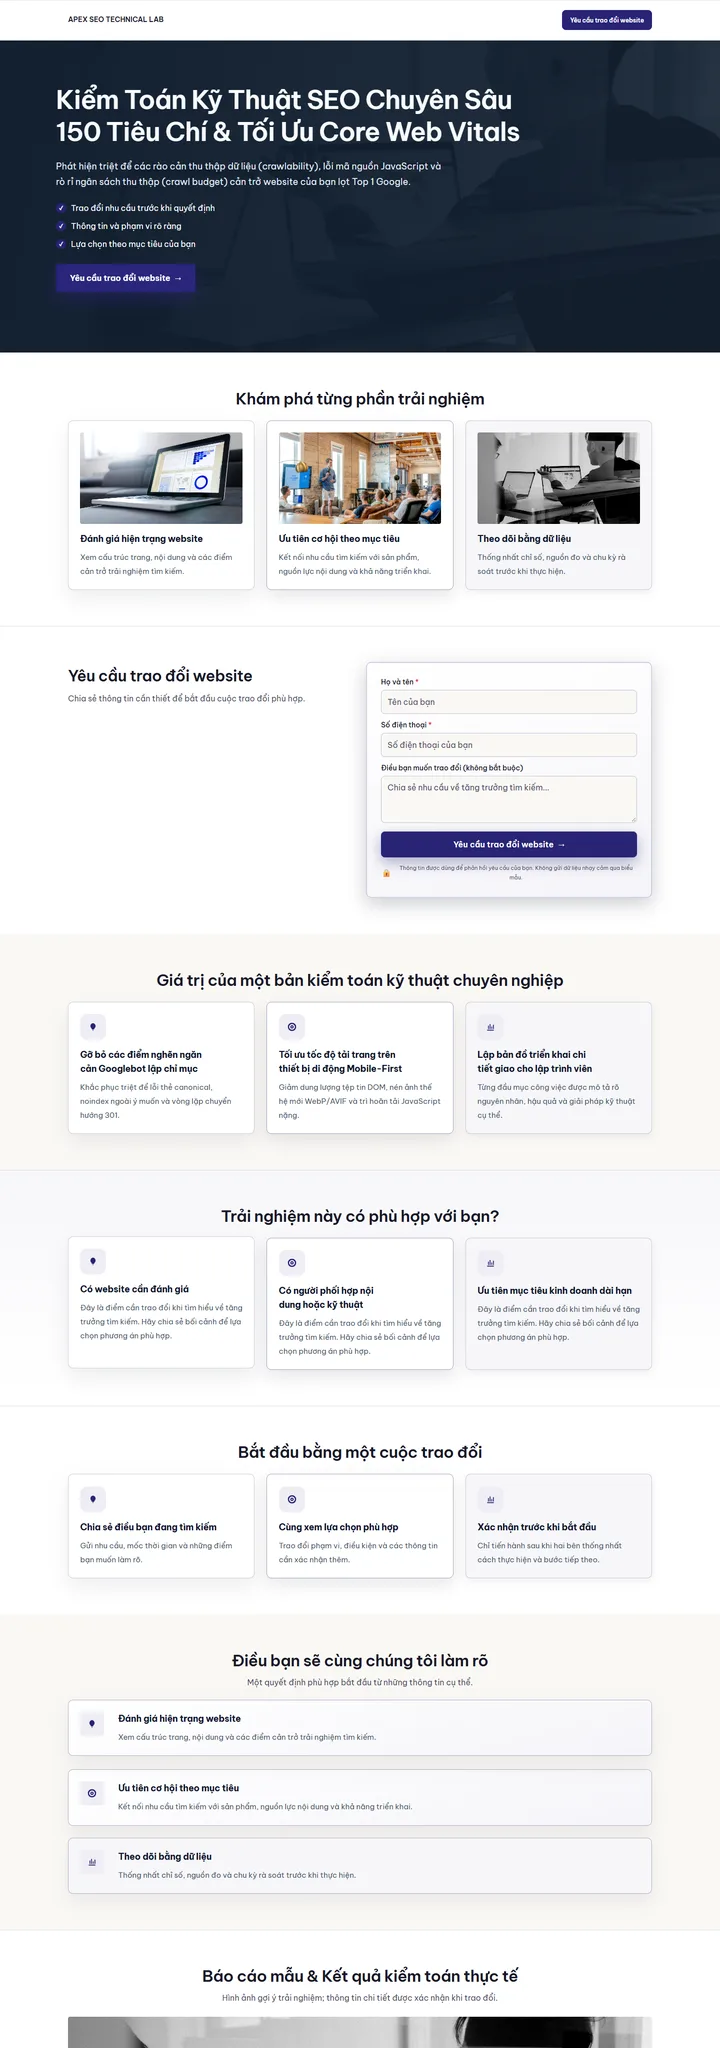 APEX SEO TECHNICAL LAB
Yêu cầu trao đổi website
Kiểm Toán Kỹ Thuật SEO Chuyên Sâu
150 Tiêu Chí & Tối Ưu Core Web Vitals
Phát hiện triệt để các rào cản thu thập dữ liệu (crawlability), lỗi mã nguồn JavaScript và
rò rỉ ngân sách thu thập (crawl budget) cản trở website của bạn lọt Top 1 Google.
Trao đổi nhu cầu trước khi quyết định
Thông tin và phạm vi rõ ràng
Lựa chọn theo mục tiêu của bạn
Yêu cầu trao đổi website →
Khám phá từng phần trải nghiệm
Đánh giá hiện trạng website
Xem cấu trúc trang, nội dung và các điểm
cản trở trải nghiệm tìm kiếm.
Ưu tiên cơ hội theo mục tiêu
Kết nối nhu cầu tìm kiếm với sản phẩm,
nguồn lực nội dung và khả năng triển khai.
Theo dõi bằng dữ liệu
Thống nhất chỉ số, nguồn đo và chu kỳ rà
soát trước khi thực hiện.
Yêu cầu trao đổi website
Chia sẻ thông tin cần thiết để bắt đầu cuộc trao đổi phù hợp.
Họ và tên *
Tên của bạn
Số điện thoại *
Số điện thoại của bạn
Điều bạn muốn trao đổi (không bắt buộc)
Chia sẻ nhu cầu về tăng trưởng tìm kiếm...
Yêu cầu trao đổi website →
Thông tin được dùng để phản hồi yêu cầu của bạn. Không gửi dữ liệu nhạy cảm qua biểu
mẫu.
Giá trị của một bản kiểm toán kỹ thuật chuyên nghiệp
Gỡ bỏ các điểm nghẽn ngăn
cản Googlebot lập chỉ mục
Khắc phục triệt để lỗi thẻ canonical,
noindex ngoài ý muốn và vòng lặp chuyển
hướng 301.
Tối ưu tốc độ tải trang trên
thiết bị di động Mobile-First
Giảm dung lượng tệp tin DOM, nén ảnh thế
hệ mới WebP/AVIF và trì hoãn tải JavaScript
nặng.
Lập bản đồ triển khai chi
tiết giao cho lập trình viên
Từng đầu mục công việc được mô tả rõ
nguyên nhân, hậu quả và giải pháp kỹ thuật
cụ thể.
Trải nghiệm này có phù hợp với bạn?
Có website cần đánh giá
Đây là điểm cần trao đổi khi tìm hiểu về tăng
trưởng tìm kiếm. Hãy chia sẻ bối cảnh để lựa
chọn phương án phù hợp.
Có người phối hợp nội
dung hoặc kỹ thuật
Đây là điểm cần trao đổi khi tìm hiểu về tăng
trưởng tìm kiếm. Hãy chia sẻ bối cảnh để lựa
chọn phương án phù hợp.
Ưu tiên mục tiêu kinh doanh dài hạn
Đây là điểm cần trao đổi khi tìm hiểu về tăng
trưởng tìm kiếm. Hãy chia sẻ bối cảnh để lựa
chọn phương án phù hợp.
Bắt đầu bằng một cuộc trao đổi
Chia sẻ điều bạn đang tìm kiếm
Gửi nhu cầu, mốc thời gian và những điểm
bạn muốn làm rõ.
Cùng xem lựa chọn phù hợp
Trao đổi phạm vi, điều kiện và các thông tin
cần xác nhận thêm.
Xác nhận trước khi bắt đầu
Chỉ tiến hành sau khi hai bên thống nhất
cách thực hiện và bước tiếp theo.
Điều bạn sẽ cùng chúng tôi làm rõ
Một quyết định phù hợp bắt đầu từ những thông tin cụ thể.
Đánh giá hiện trạng website
Xem cấu trúc trang, nội dung và các điểm cản trở trải nghiệm tìm kiếm.
Ưu tiên cơ hội theo mục tiêu
Kết nối nhu cầu tìm kiếm với sản phẩm, nguồn lực nội dung và khả năng triển khai.
Theo dõi bằng dữ liệu
Thống nhất chỉ số, nguồn đo và chu kỳ rà soát trước khi thực hiện.
Báo cáo mẫu & Kết quả kiểm toán thực tế
Hình ảnh gợi ý trải nghiệm; thông tin chi tiết được xác nhận khi trao đổi.